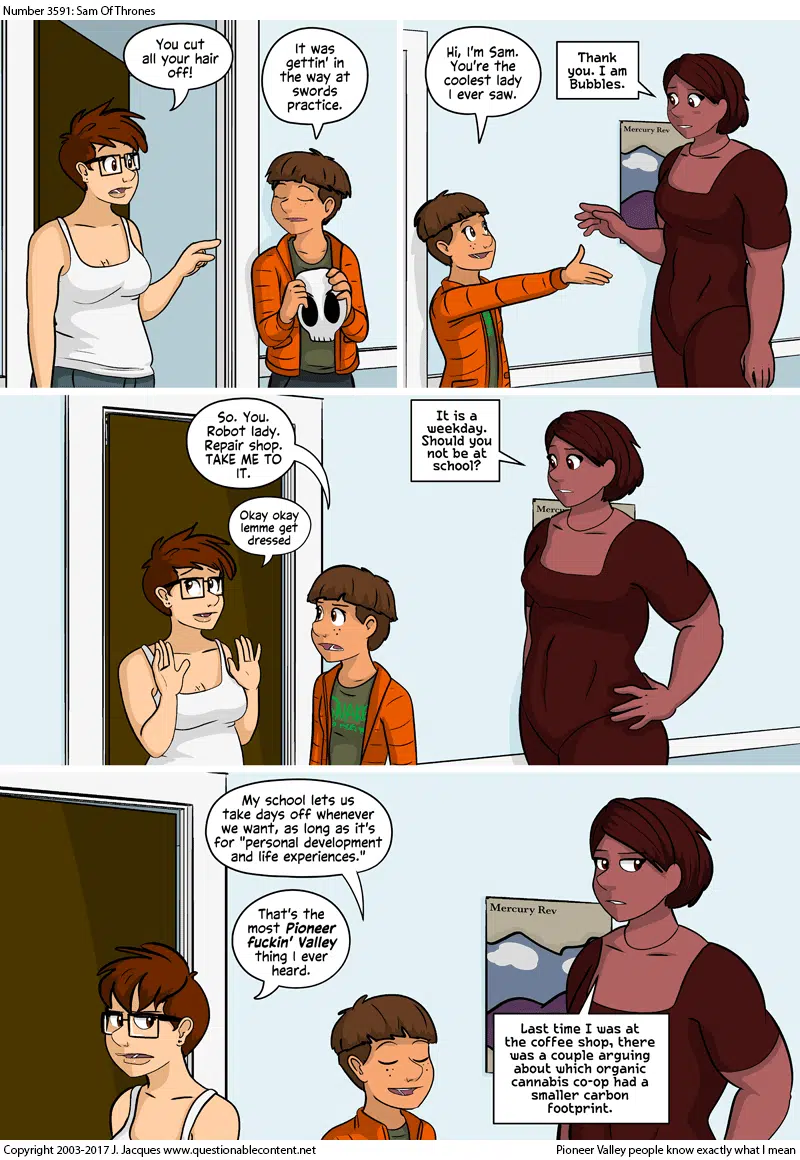 Number 3591: Sam Of Thrones
You cut
all your hair
off!
It was
gettin' in
the way at
swords
practice.
Hi, I'm Sam.
You're the
coolest lady
I ever saw.
Thank
you. I am
Bubbles.
Mercury Rev
So. You.
Robot lady.
Repair shop.
TAKE ME TO
IT.
Okay okay
lemme get
dressed
It is a
weekday.
Should you
not be at
school?
Mercu
My school lets us
take days off whenever
we want, as long as it's
for "personal development
and life experiences."
That's the
most Pioneer
fuckin' Valley
thing I ever
heard.
Mercury Rev
Last time I was at
the coffee shop, there
was a couple arguing
about which organic
cannabis co-op had a
smaller carbon
footprint.
Copyright 2003-2017 J. Jacques www.questionablecontent.net
Pioneer Valley people know exactly what I mean